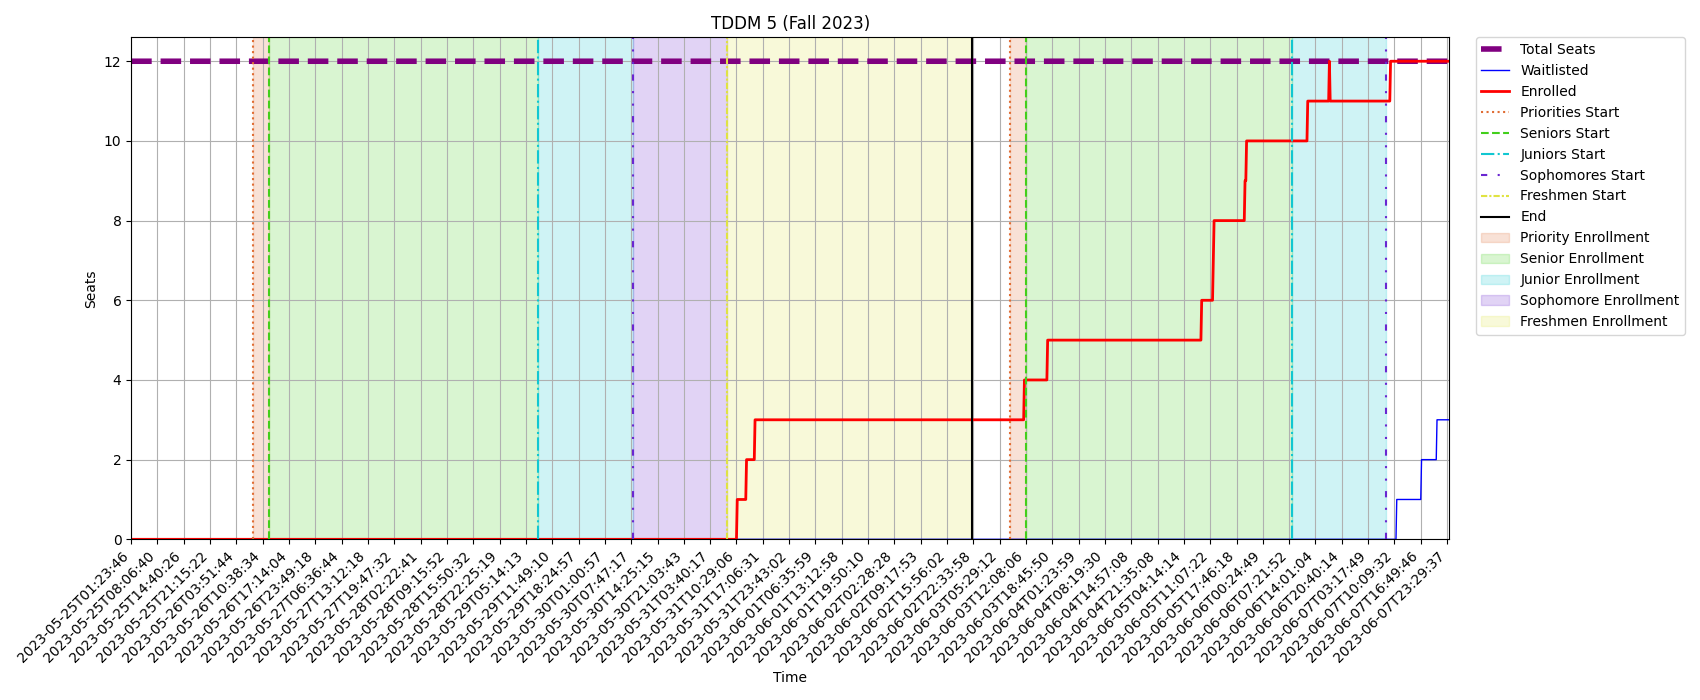 TDDM 5 (Fall 2023)
Seats
12
10
8
6
4
2
0
2023-05-25T01:23:46
2023-05-25T08:06:40
2023-05-25T14:40:26
2023-05-25T21:15:22
2023-05-26T03:51:44
2023-05-26T10:38:34
2023-05-26T17:14:04
2023-05-26T23:49:18
2023-05-27T06:36:44
2023-05-27T13:12:18
2023-05-27T19:47:32
2023-05-28T02:22:41
2023-05-28T09:15:52
2023-05-28T15:50:32
2023-05-28T22:25:19
2023-05-29T05:14:13
2023-05-29T11:49:10
2023-05-29T18:24:57
2023-05-30T01:00:57
2023-05-30T07:47:17
2023-05-30T14:25:15
2023-05-30T21:03:43
2023-05-31T03:40:17
2023-05-31T10:29:06
2023-05-31T17:06:31
2023-05-31T23:43:02
2023-06-01T06:35:59
2023-06-01T13:12:58
2023-06-01T19:50:10
2023-06-02T02:28:28
2023-06-02T09:17:53
2023-06-02T15:56:02
2023-06-02T22:33:58
2023-06-03T05:29:12
2023-06-03T12:08:06
2023-06-03T18:45:50
2023-06-04T01:23:59
2023-06-04T08:19:30
2023-06-04T14:57:08
2023-06-04T21:35:08
2023-06-05T04:14:14
2023-06-05T11:07:22
2023-06-05T17:46:18
2023-06-06T00:24:49
2023-06-06T07:21:52
2023-06-06T14:01:04
2023-06-06T20:40:14
2023-06-07T03:17:49
2023-06-07T10:09:32
2023-06-07T16:49:46
2023-06-07T23:29:37
Time
Total Seats
Waitlisted
Enrolled
Priorities Start
Seniors Start
Juniors Start
Sophomores Start
Freshmen Start
End
Priority Enrollment
Senior Enrollment
Junior Enrollment
Sophomore Enrollment
Freshmen Enrollment